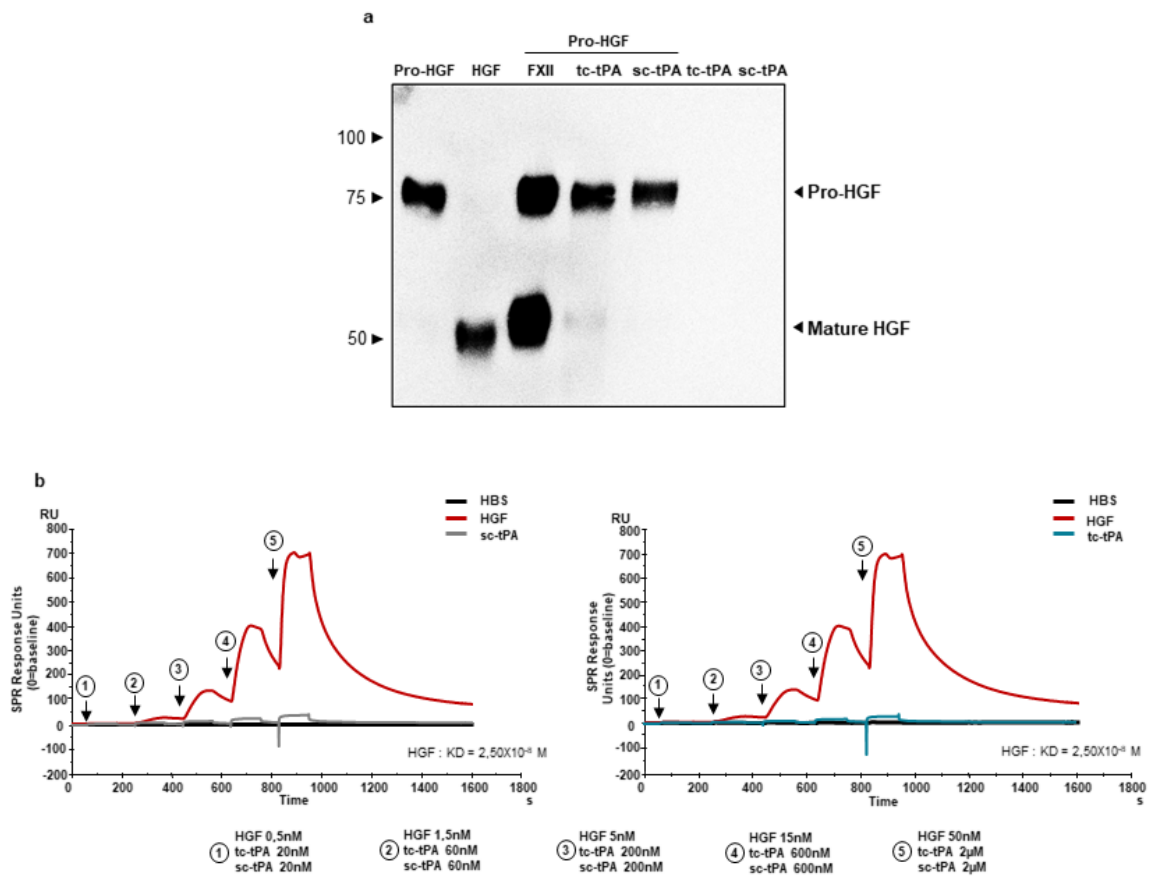 a
Pro-HGF
Pro-HGF HGF FXII tc-tPA sc-tPA tc-tPA sc-tPA
100
75
50
Pro-HGF
Mature HGF
b
HBS
HGF
sc-tPA
RU
SPR Response Units
(0=baseline)
800
700
600
500
400
300
200
100
0
-100
-200
1
2
3
4
5
HGF : KD = 2,50X10⁻⁸ M
0 200 400 600 800 1000 1200 1400 1600 1800
Time
s
HBS
HGF
tc-tPA
RU
SPR Response
Units (0=baseline)
800
700
600
500
400
300
200
100
0
-100
-200
1
2
3
4
5
HGF : KD = 2,50X10⁻⁸ M
0 200 400 600 800 1000 1200 1400 1600 1800
Time
s
1
HGF 0,5nM
tc-tPA 20nM
sc-tPA 20nM
2
HGF 1,5nM
tc-tPA 60nM
sc-tPA 60nM
3
HGF 5nM
tc-tPA 200nM
sc-tPA 200nM
4
HGF 15nM
tc-tPA 600nM
sc-tPA 600nM
5
HGF 50nM
tc-tPA 2µM
sc-tPA 2µM